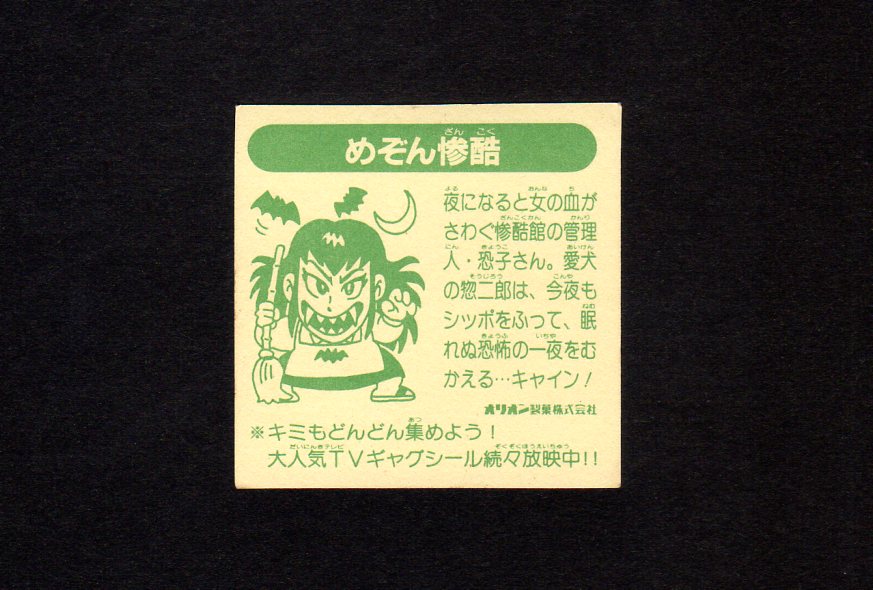 めぞん惨酷
夜になると女の血が
さわぐ惨酷館の管理
人・恐子さん。愛犬
の惣二郎は、今夜も
シッポをふって、眠
れぬ恐怖の一夜をむ
かえる…キャイン！
オリオン製菓株式会社
※キミもどんどん集めよう！
大人気TVギャグシール続々放映中!!